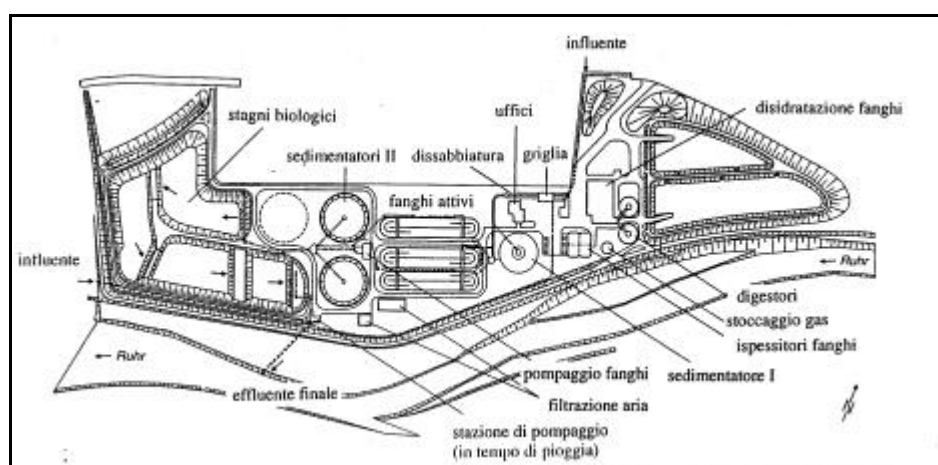 influente
uffici
disidratazione fanghi
stagni biologici
dissabbiatura
griglia
sedimentatori II
fanghi attivi
influente
Ruhr
digestori
stoccaggio gas
ispessitori fanghi
Ruhr
pompaggio fanghi
sedimentatore I
effluente finale
filtrazione aria
stazione di pompaggio
(in tempo di pioggia)
N